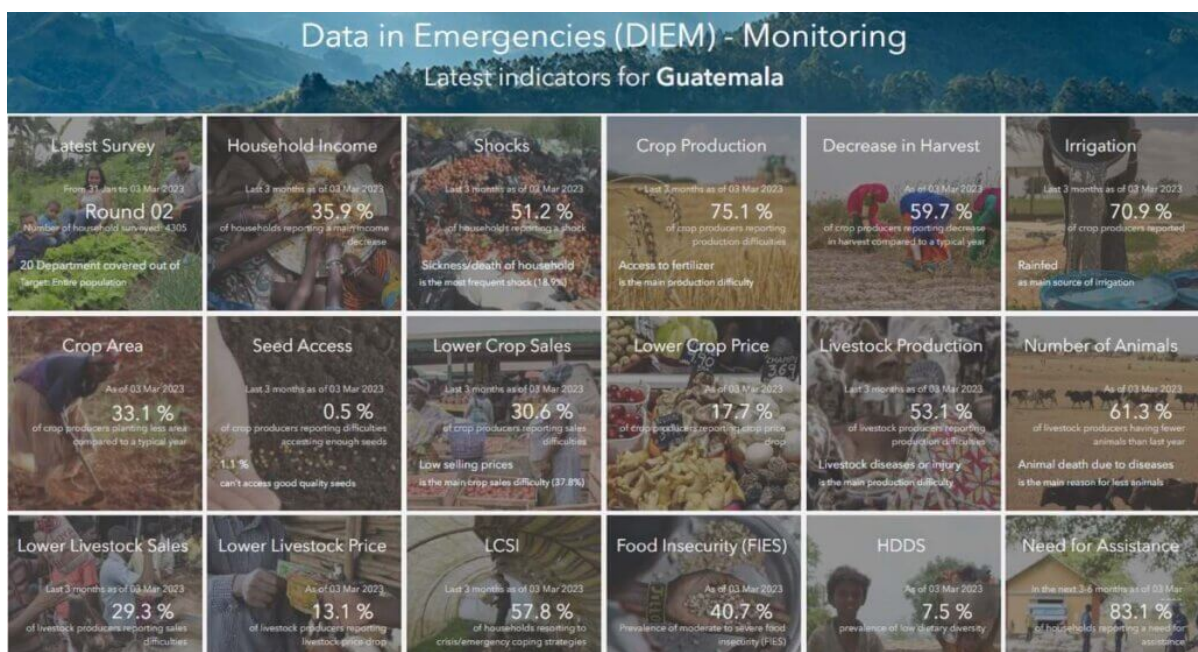 Data in Emergencies (DIEM) - Monitoring
Latest indicators for Guatemala
Latest Survey
From 31 Jan to 03 Mar 2023
Round 02
Number of household surveyed: 4305
20 Department covered out of
Target: Entire population
Household Income
Last 3 months as of 03 Mar 2023
35.9 %
of households reporting a main income
decrease
Shocks
Last 3 months as of 03 Mar 2023
51.2 %
of households reporting a shock
Sickness/death of household
is the most frequent shock (18.9%)
Crop Production
Last 3 months as of 03 Mar 2023
75.1 %
of crop producers reporting
production difficulties
Access to fertilizer
is the main production difficulty
Decrease in Harvest
As of 03 Mar 2023
59.7 %
of crop producers reporting decrease
in harvest compared to a typical year
Irrigation
Last 3 months as of 03 Mar 2023
70.9 %
of crop producers reported
Rainfed
as main source of irrigation
Crop Area
As of 03 Mar 2023
33.1 %
of crop producers planting less area
compared to a typical year
Seed Access
Last 3 months as of 03 Mar 2023
0.5 %
of crop producers reporting difficulties
accessing enough seeds
1.1 %
can't access good quality seeds
Lower Crop Sales
Last 3 months as of 03 Mar 2023
30.6 %
of crop producers reporting sales
difficulties
Low selling prices
is the main crop sales difficulty (37.8%)
Lower Crop Price
As of 03 Mar 2023
17.7 %
of crop producers reporting crop price
drop
Livestock Production
Last 3 months as of 03 Mar 2023
53.1 %
of livestock producers reporting
production difficulties
Livestock diseases or injury
is the main production difficulty
Number of Animals
As of 03 Mar 2023
61.3 %
of livestock producers having fewer
animals than last year
Animal death due to diseases
is the main reason for less animals
Lower Livestock Sales
Last 3 months as of 03 Mar 2023
29.3 %
of livestock producers reporting sales
difficulties
Lower Livestock Price
As of 03 Mar 2023
13.1 %
of livestock producers reporting
livestock price drop
LCSI
Last 3 months as of 03 Mar 2023
57.8 %
of households resorting to
crisis/emergency coping strategies
Food Insecurity (FIES)
As of 03 Mar 2023
40.7 %
Prevalence of moderate to severe food
insecurity (FIES)
HDDS
As of 03 Mar 2023
7.5 %
prevalence of low dietary diversity
Need for Assistance
In the next 3-6 months as of 03 Mar
83.1 %
of households reporting a need for
assistance